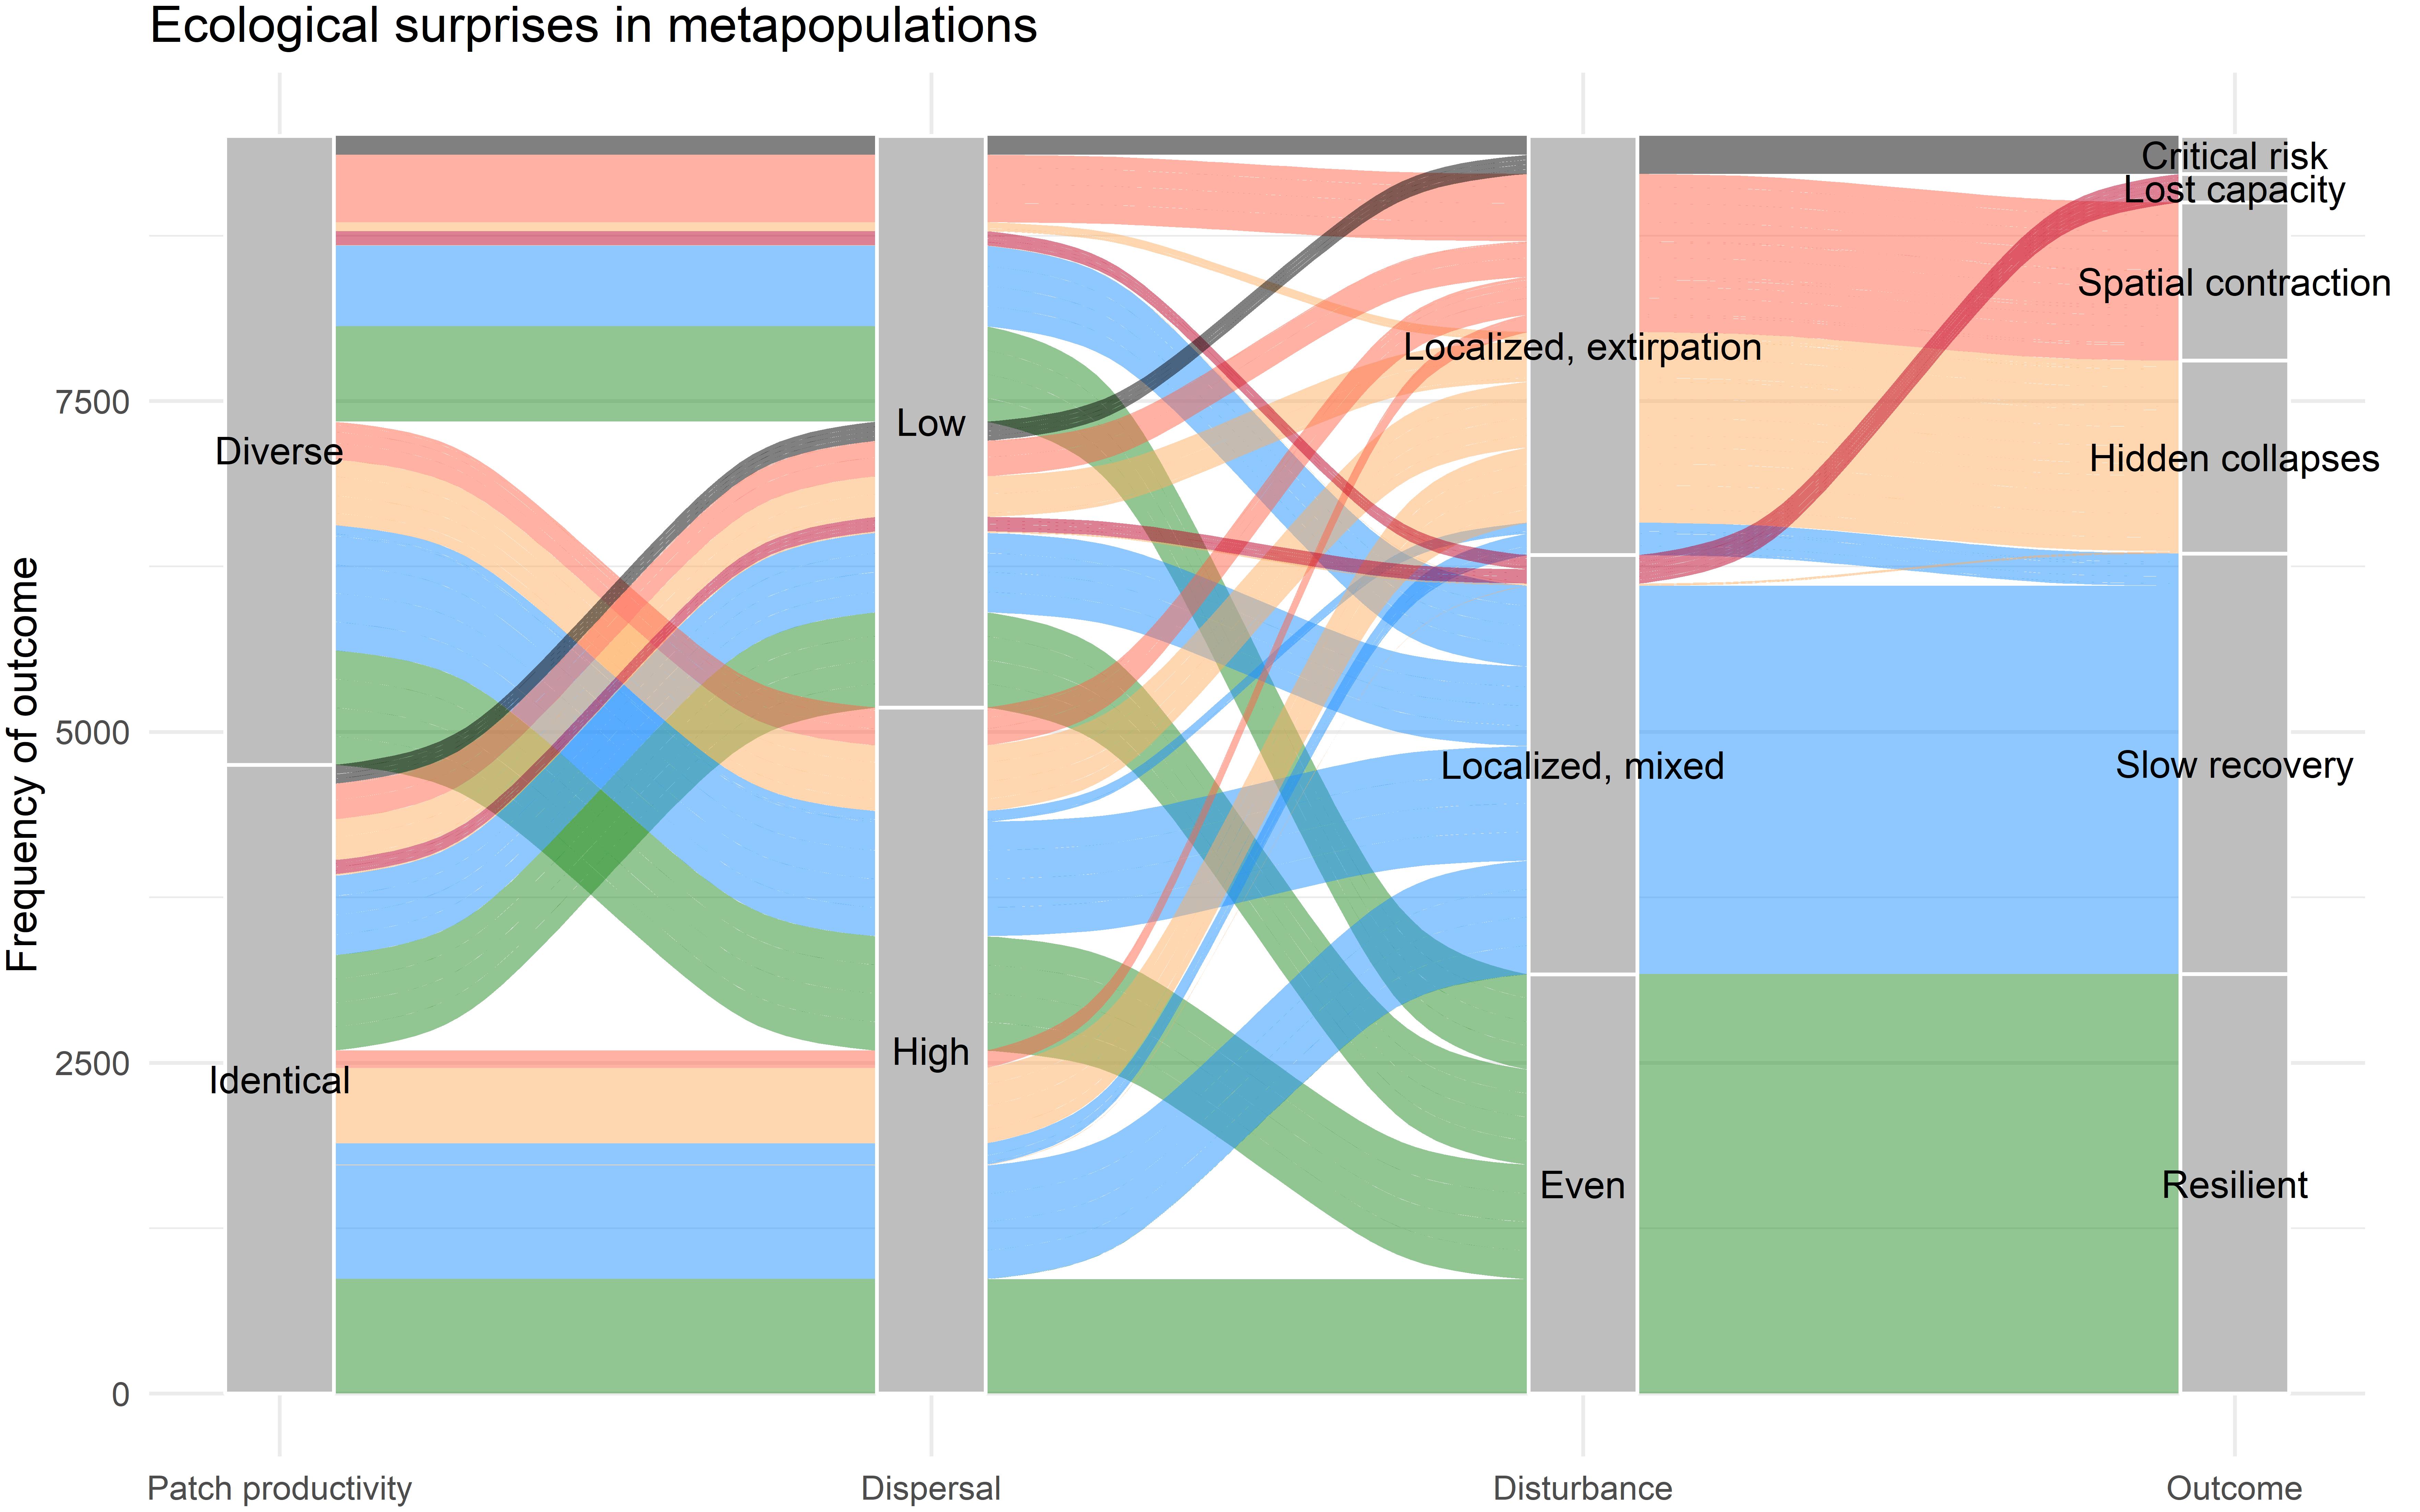 Ecological surprises in metapopulations
Frequency of outcome
7500
5000
2500
0
Diverse
Identical
Low
High
Localized, extirpation
Localized, mixed
Even
Critical risk
Lost capacity
Spatial contraction
Hidden collapses
Slow recovery
Resilient
Patch productivity
Dispersal
Disturbance
Outcome